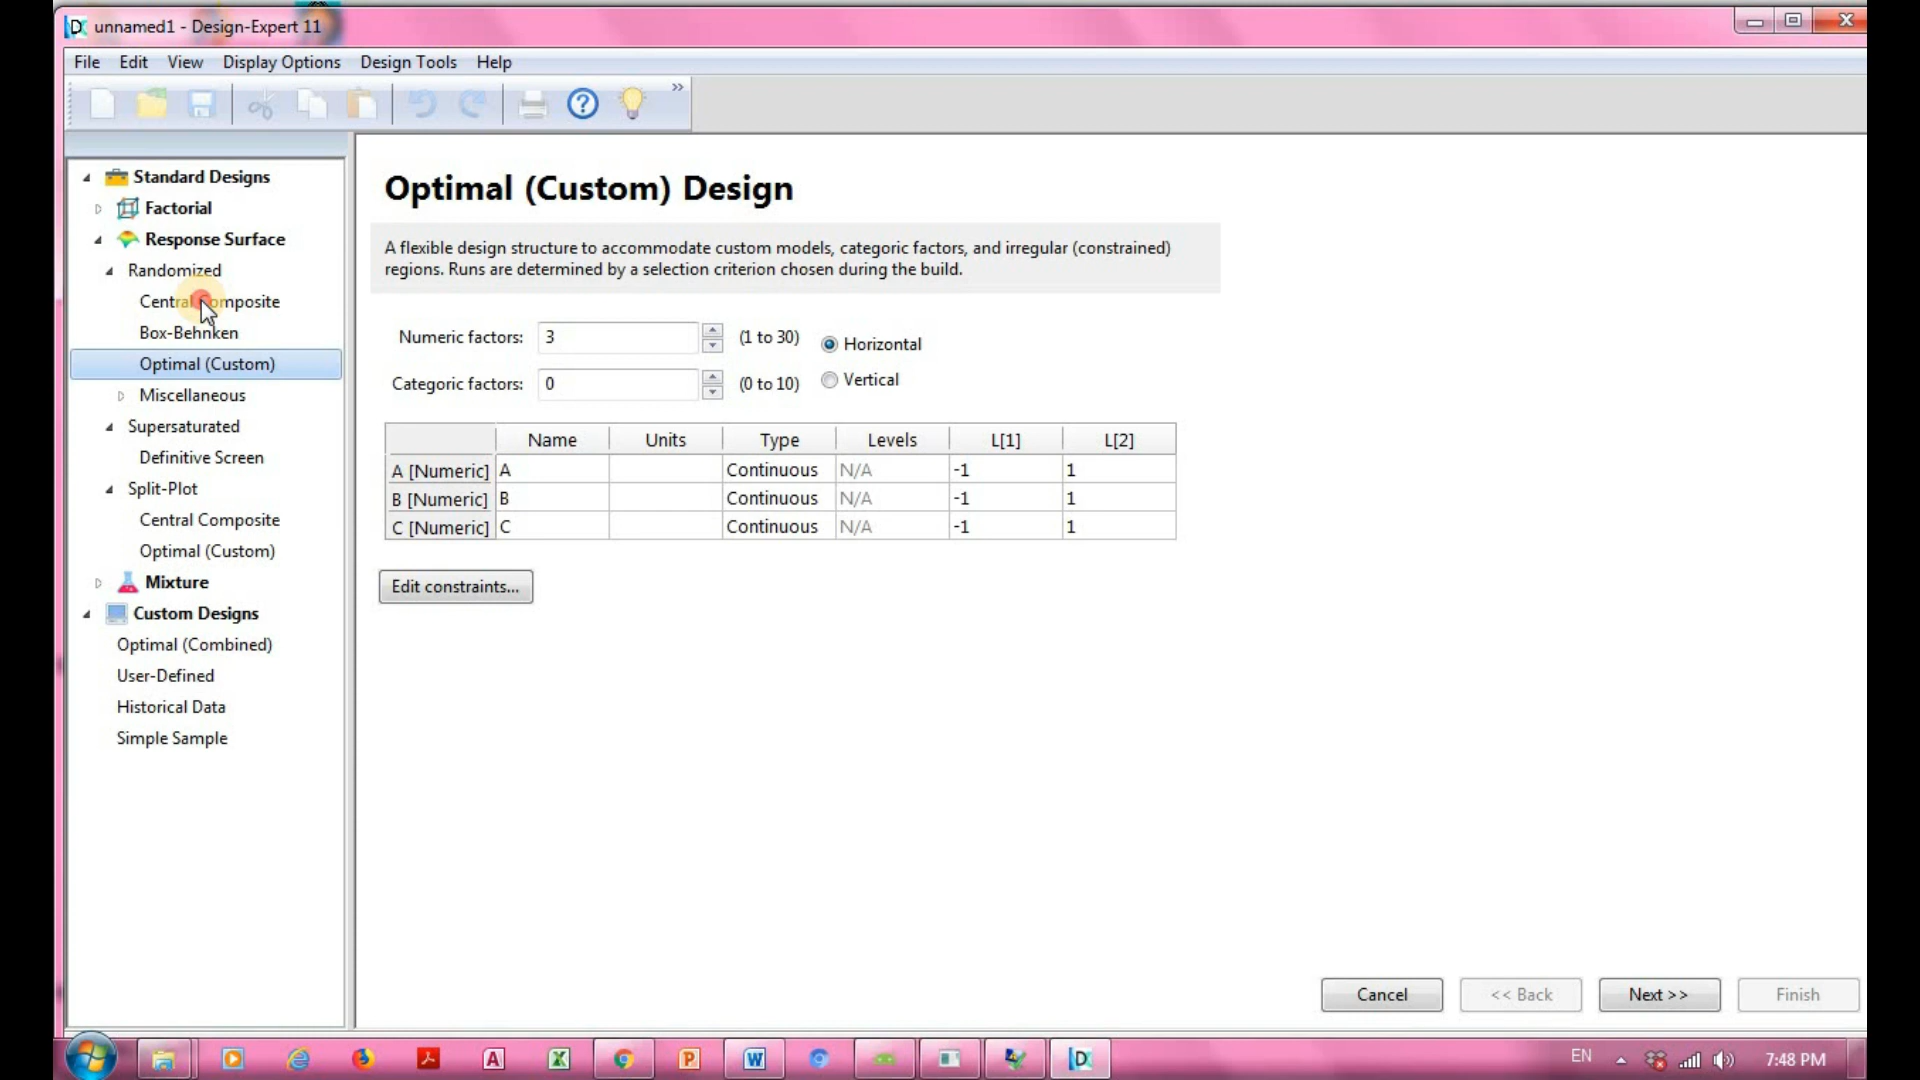 unnamed1 - Design-Expert 11
File Edit View Display Options Design Tools Help
»
Standard Designs
Factorial
Response Surface
Randomized
Central Composite
Box-Behnken
Optimal (Custom)
Miscellaneous
Supersaturated
Definitive Screen
Split-Plot
Central Composite
Optimal (Custom)
Mixture
Custom Designs
Optimal (Combined)
User-Defined
Historical Data
Simple Sample
Optimal (Custom) Design
A flexible design structure to accommodate custom models, categoric factors, and irregular (constrained)
regions. Runs are determined by a selection criterion chosen during the build.
Numeric factors: 3 (1 to 30) Horizontal
Categoric factors: 0 (0 to 10) Vertical
Name Units Type Levels L[1] L[2]
A [Numeric] A Continuous N/A -1 1
B [Numeric] B Continuous N/A -1 1
C [Numeric] C Continuous N/A -1 1
Edit constraints...
Cancel << Back Next >> Finish
EN 7:48 PM